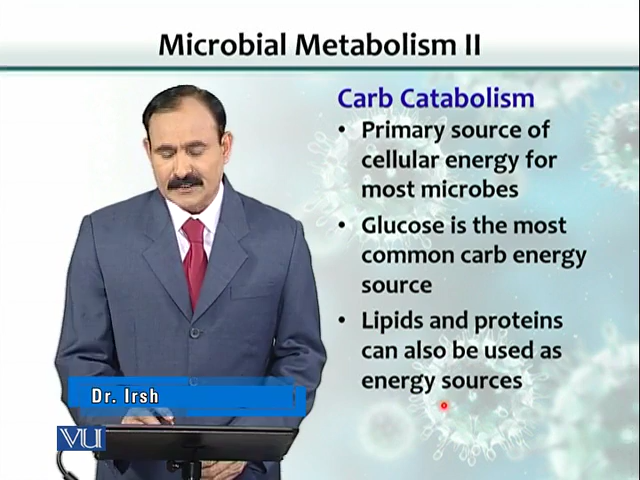 Microbial Metabolism II
Carb Catabolism
• Primary source of
cellular energy for
most microbes
• Glucose is the most
common carb energy
source
• Lipids and proteins
can also be used as
energy sources
Dr. Irsh
VU